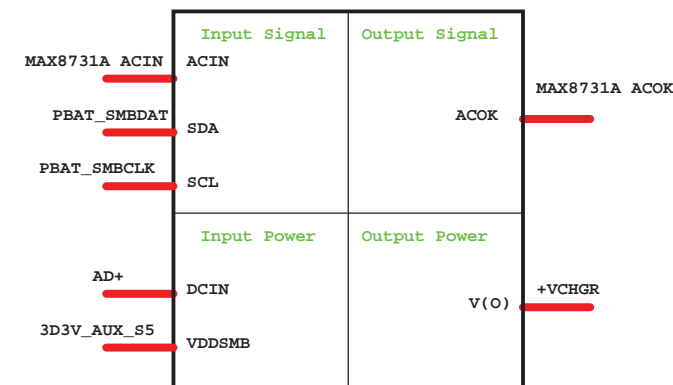 Input Signal
Output Signal
MAX8731A ACIN
ACIN
MAX8731A ACOK
PBAT_SMBDAT
ACOK
SDA
PBAT_SMBCLK
SCL
Input Power
Output Power
AD+
DCIN
+VCHGR
V(O)
3D3V_AUX_S5
VDDSMB